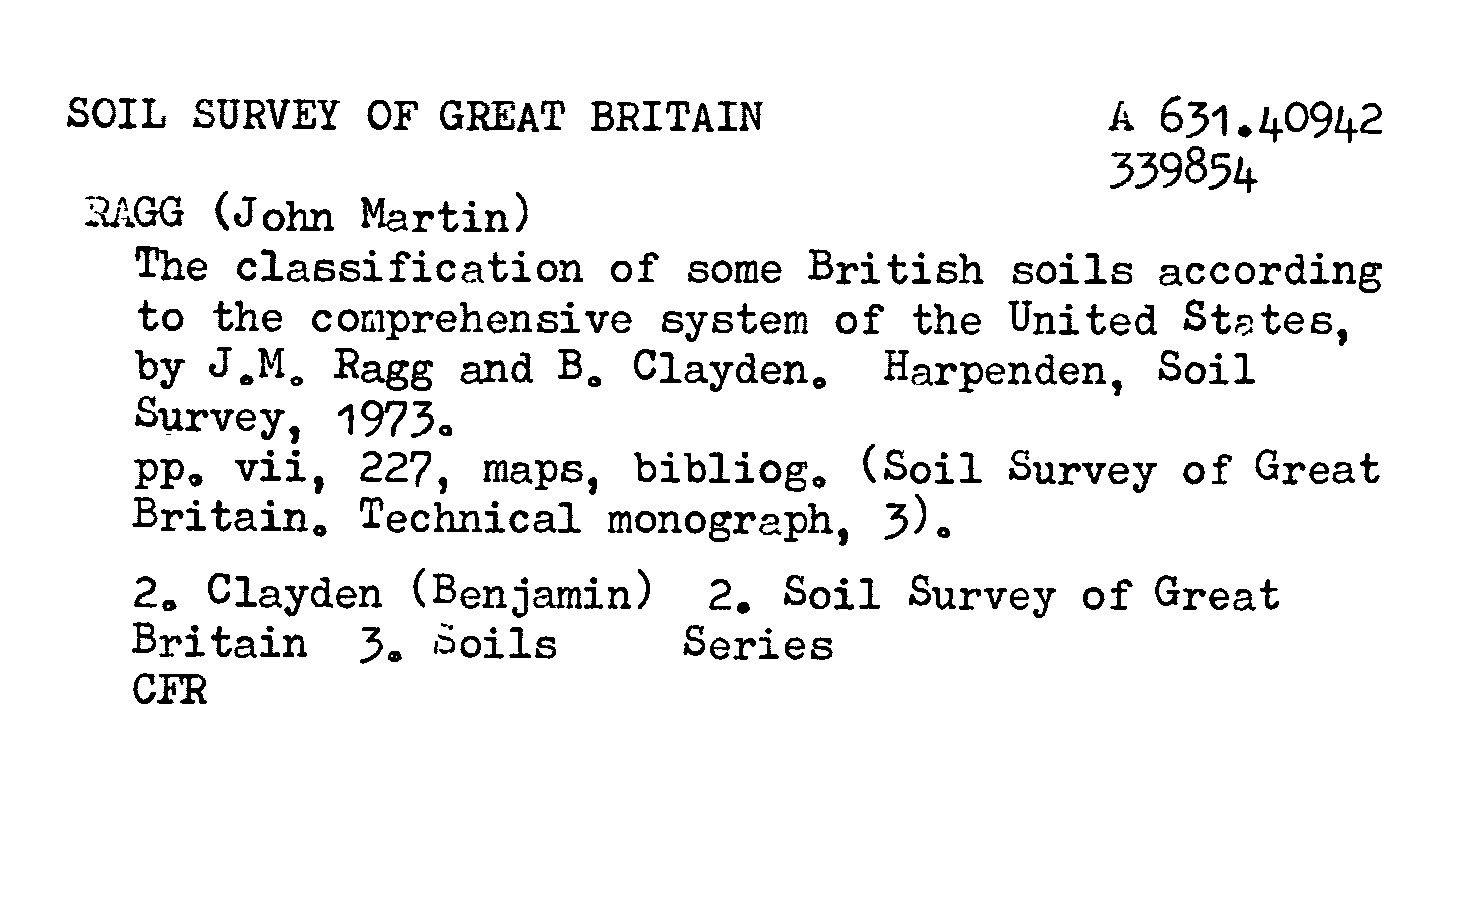 SOIL SURVEY OF GREAT BRITAIN A 631.40942
339854
RAGG (John Martin)
The classification of some British soils according
to the comprehensive system of the United States,
by J.M. Ragg and B. Clayden. Harpenden, Soil
Survey, 1973.
pp. vii, 227, maps, bibliog. (Soil Survey of Great
Britain. Technical monograph, 3).
2. Clayden (Benjamin) 2. Soil Survey of Great
Britain 3. Soils Series
CFR